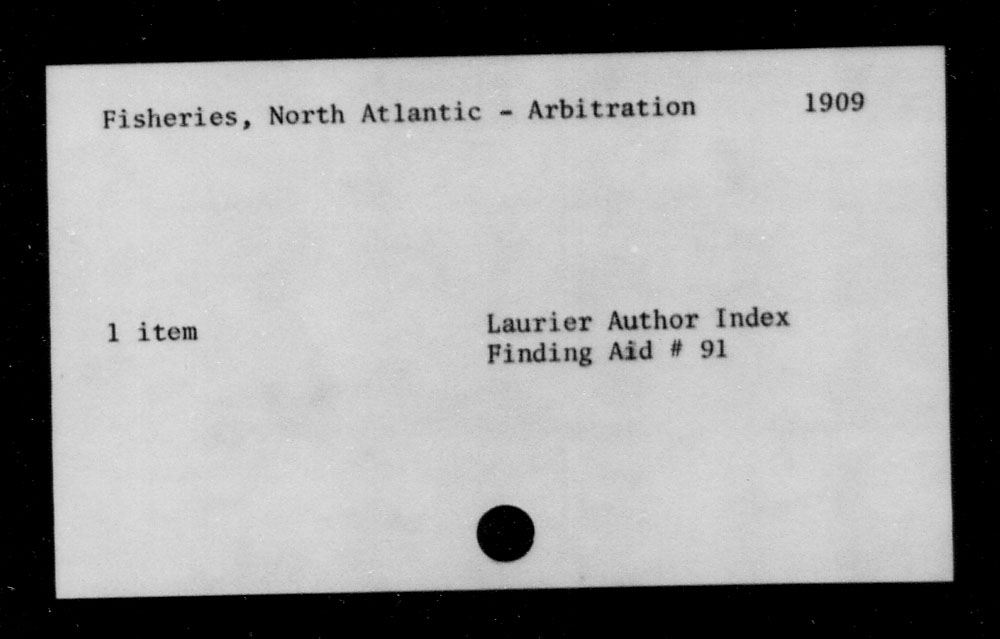 Fisheries, North Atlantic - Arbitration 1909
1 item
Laurier Author Index
Finding Aid # 91